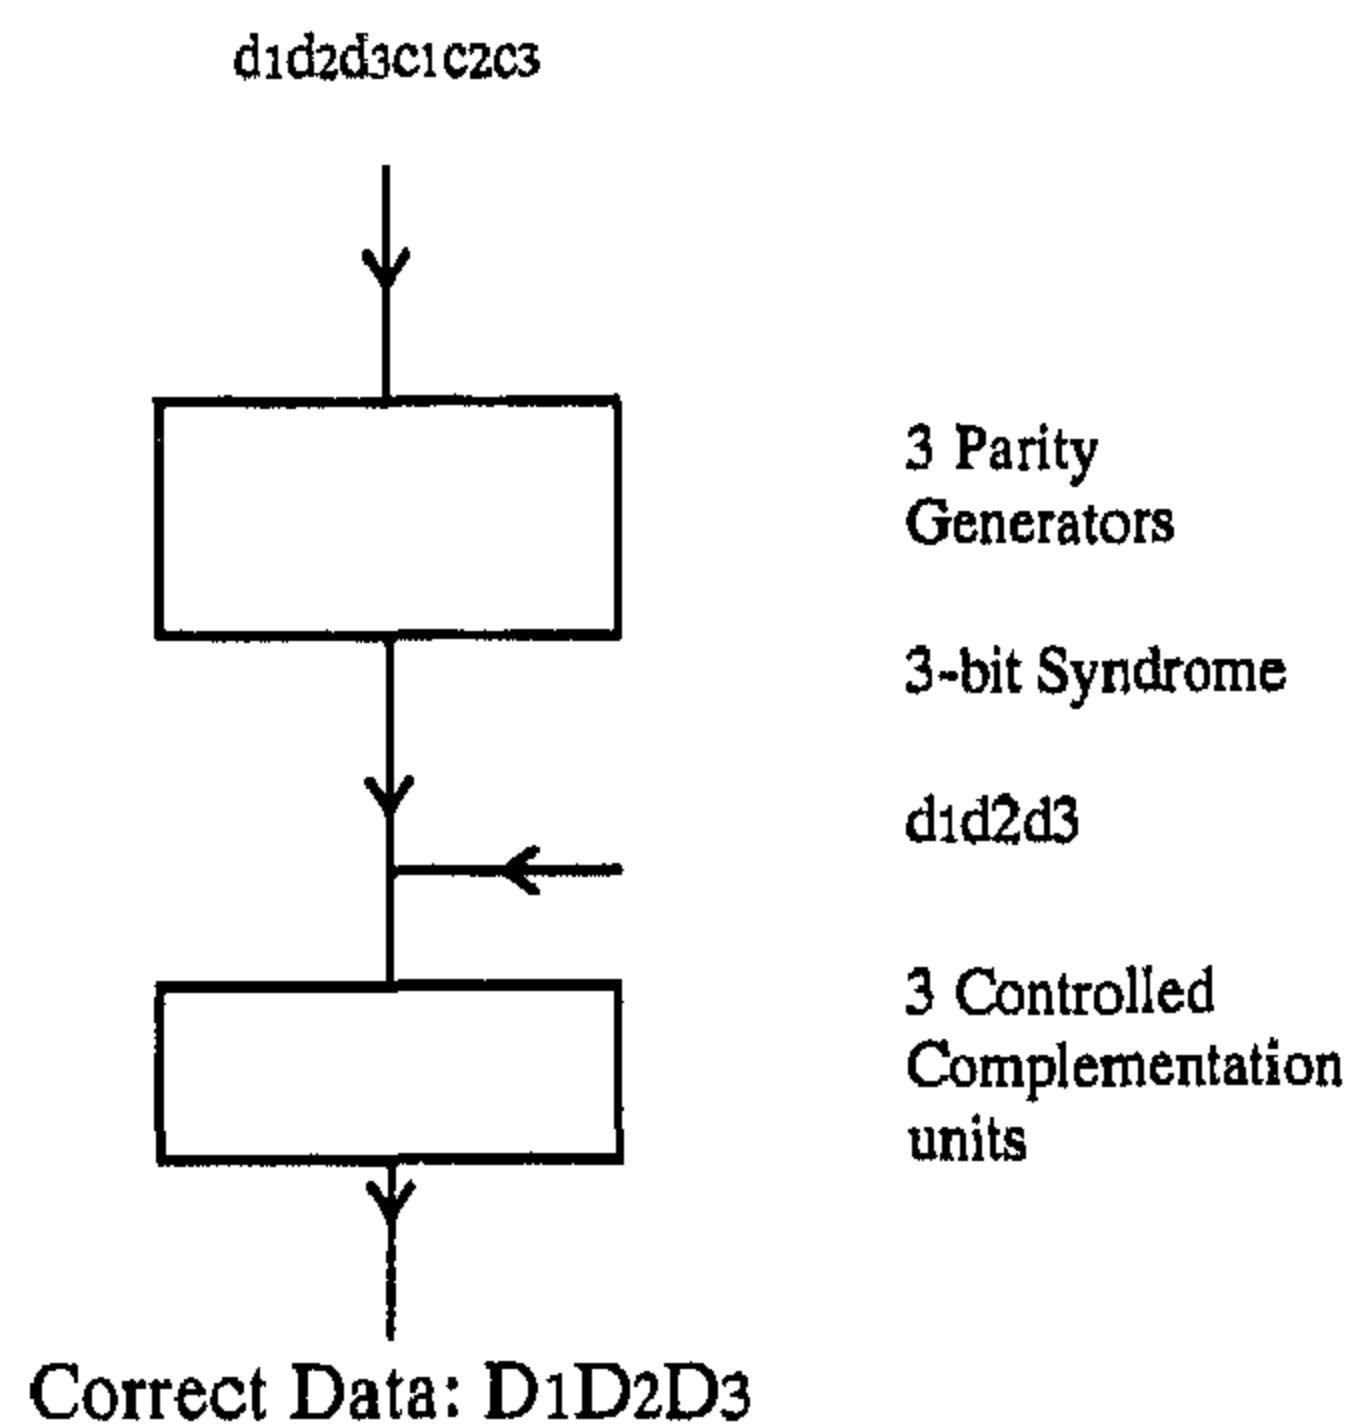 d1d2d3c1c2c3
3 Parity
Generators
3-bit Syndrome
d1d2d3
3 Controlled
Complementation
units
Correct Data: D1D2D3